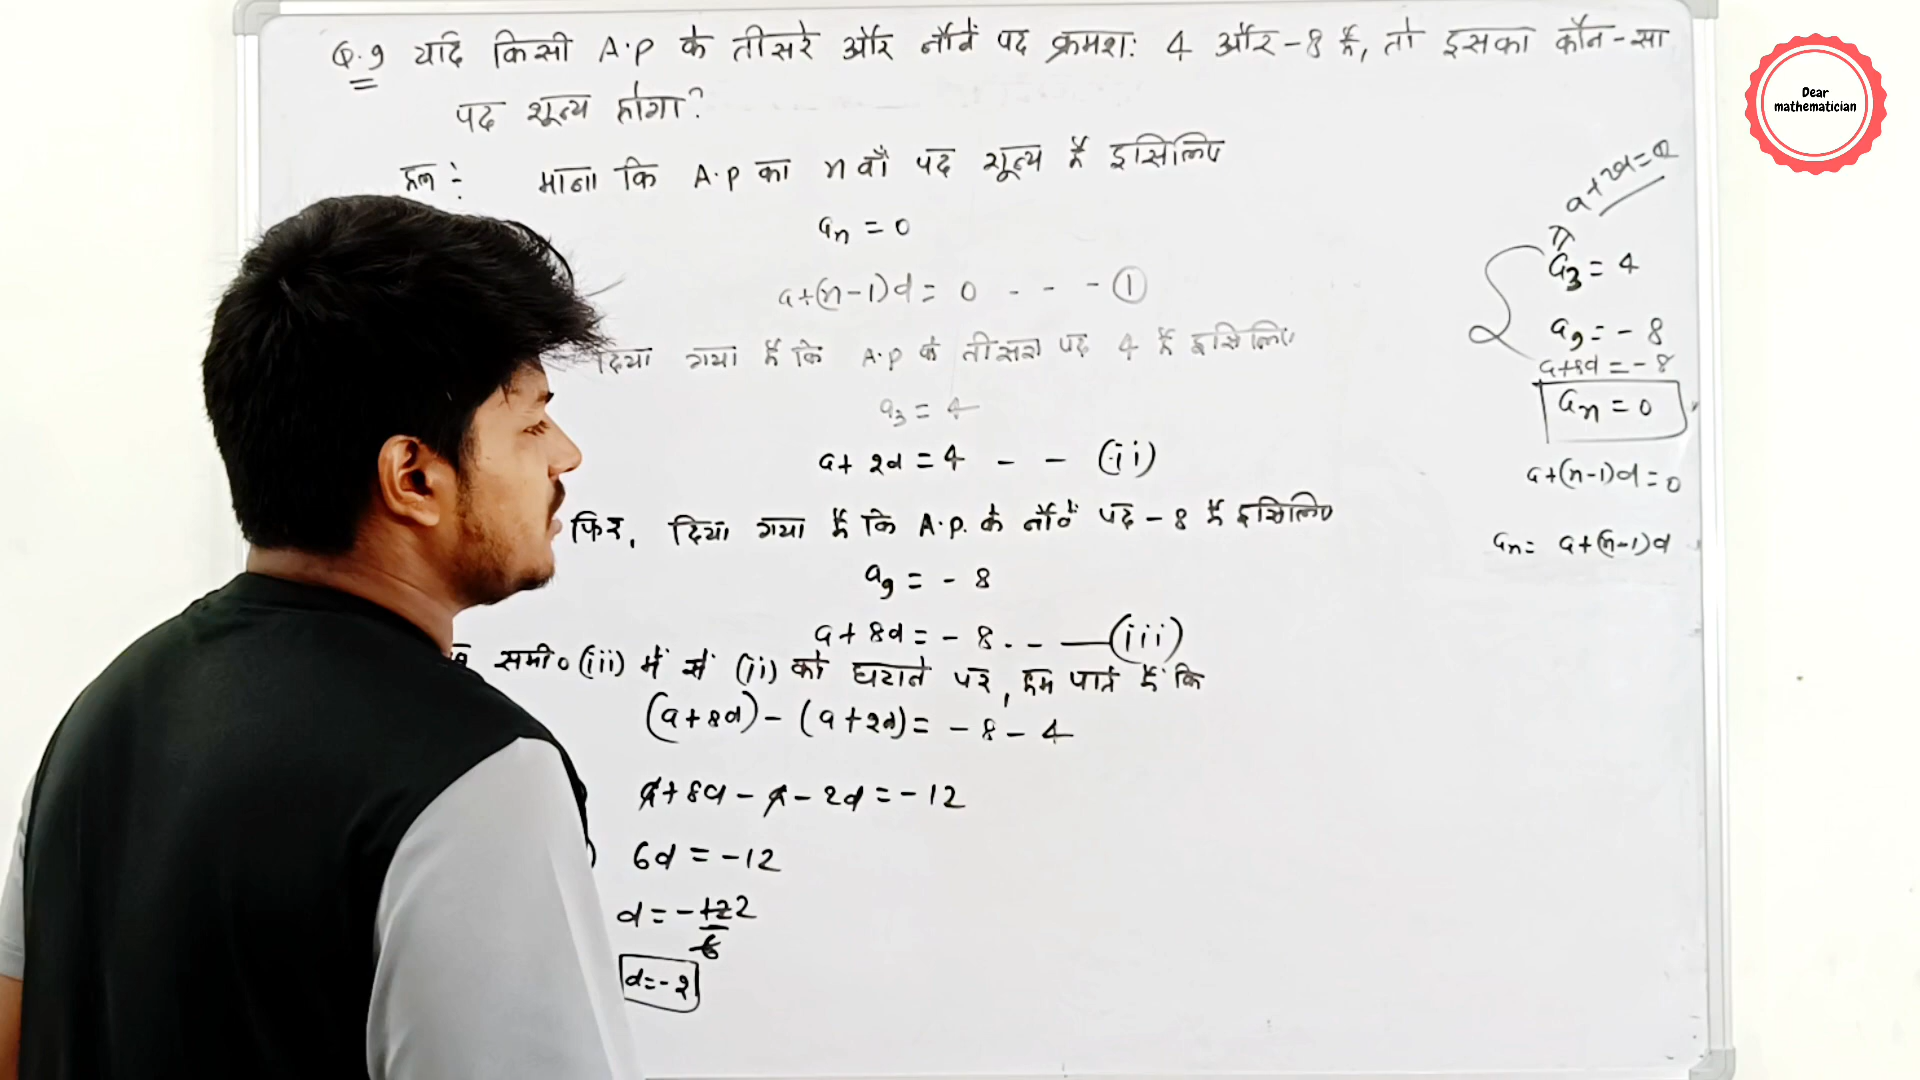 Q.9 यदि किसी A.P के तीसरे और नौवें पद क्रमशः 4 और -8 हैं, तो इसका कौन-सा
पद शून्य होगा?
हल :- माना कि A.P का n वाँ पद शून्य है इसिलिए
aₙ = 0
a+(n-1)d = 0 - - - ①
दिया गया है कि A.P के तीसरा पद 4 है इसिलिए
a₃ = 4
a + 2d = 4 - - (ii)
फिर, दिया गया है कि A.P. के नौवें पद -8 है इसिलिए
a₉ = - 8
a + 8d = - 8 . - — (iii)
समी० (iii) में से (ii) को घटाने पर, हम पाते हैं कि
(a + 8d) - (a + 2d) = - 8 - 4
a + 8d - a - 2d = - 12
6d = -12
d = -12 2
6
d = - 2
a₃ = 4
a₉ = - 8
a+8d = - 8
aₙ = 0
a+(n-1)d = 0
aₙ = a+(n-1)d
Dear
mathematician